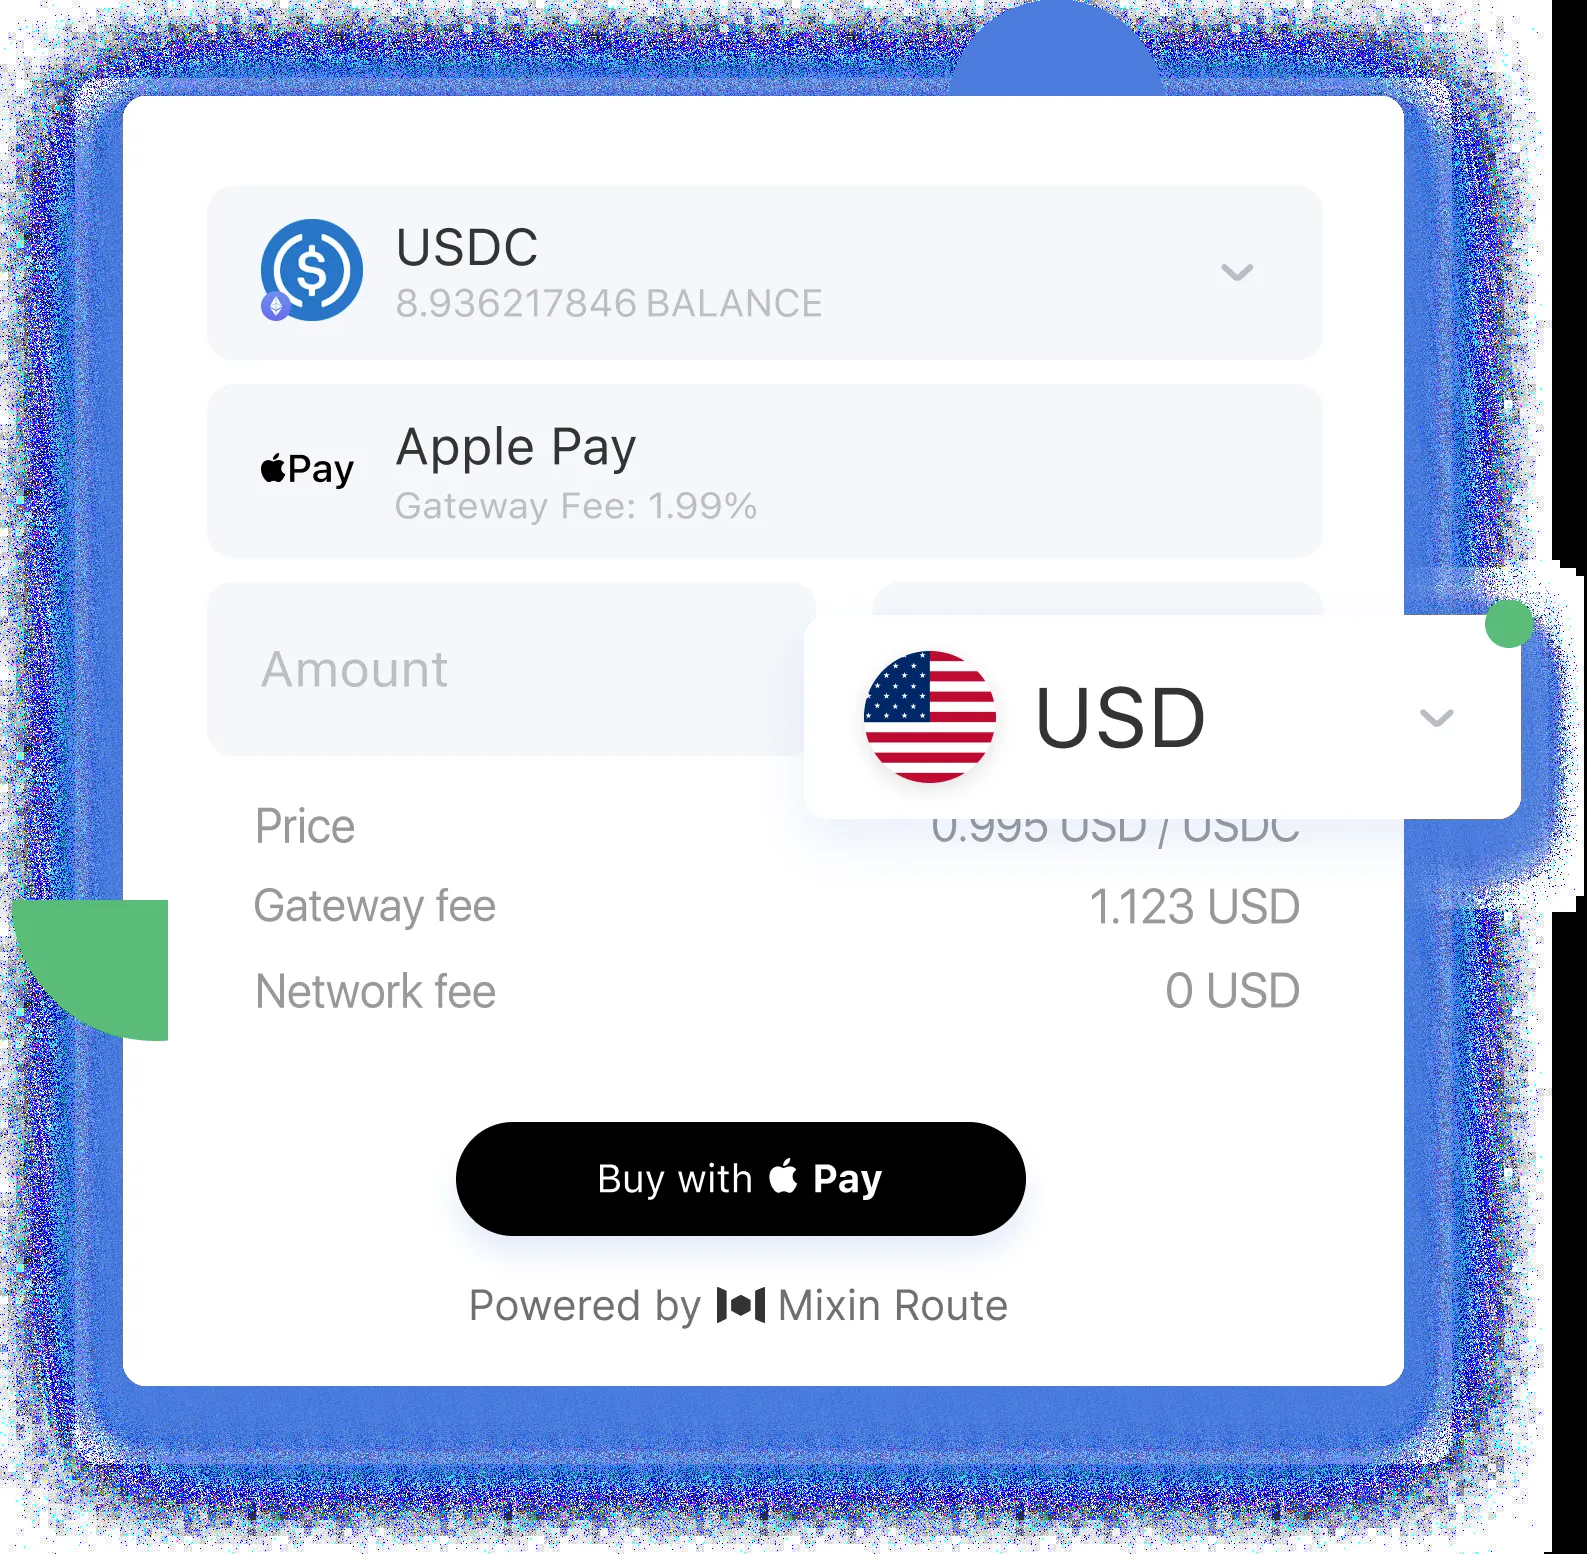 USDC
8.936217846 BALANCE
Pay
Apple Pay
Gateway Fee: 1.99%
Amount
USD
Price
0.995 USD / USDC
Gateway fee
1.123 USD
Network fee
0 USD
Buy with Pay
Powered by Mixin Route